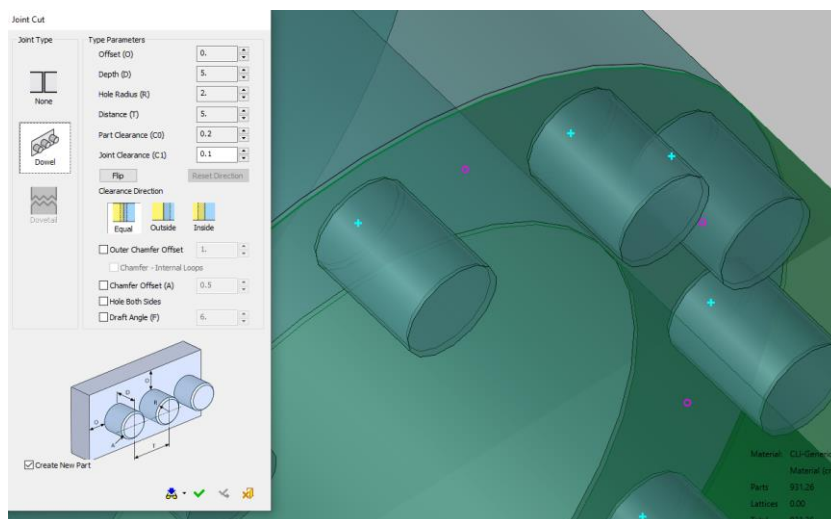 Joint Cut
Joint Type
None
Dowel
Dovetail
Type Parameters
Offset (O) 0.
Depth (D) 5.
Hole Radius (R) 2.
Distance (T) 5.
Part Clearance (C0) 0.2
Joint Clearance (C1) 0.1
Flip Reset Direction
Clearance Direction
Equal Outside Inside
Outer Chamfer Offset 1.
Chamfer - Internal Loops
Chamfer Offset (A) 0.5
Hole Both Sides
Draft Angle (F) 6.
O
D
O
R
A
T
Create New Part
Material: CLI-Generic
Material (c
Parts 931.26
Lattices 0.00